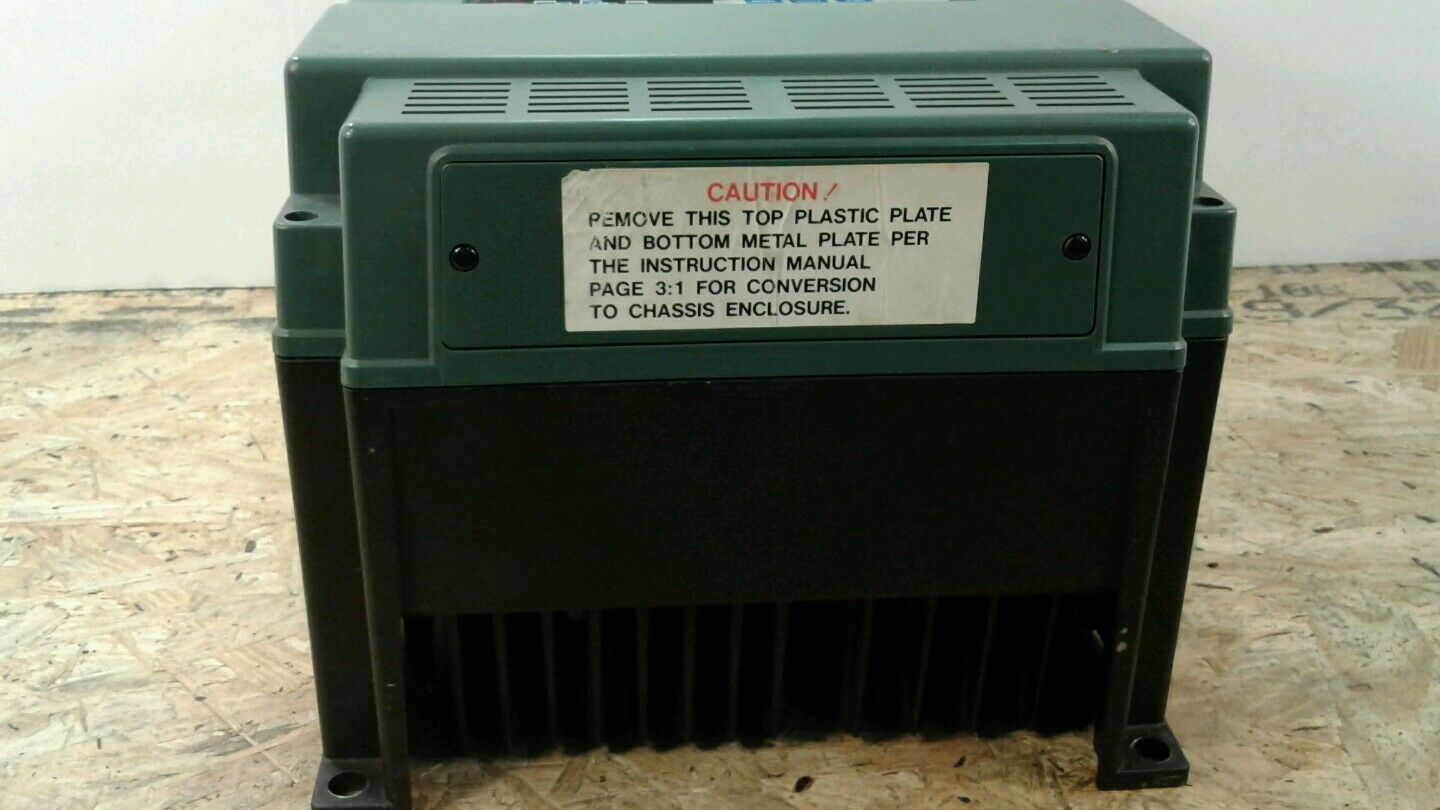 CAUTION!
REMOVE THIS TOP PLASTIC PLATE
AND BOTTOM METAL PLATE PER
THE INSTRUCTION MANUAL
PAGE 3:1 FOR CONVERSION
TO CHASSIS ENCLOSURE.